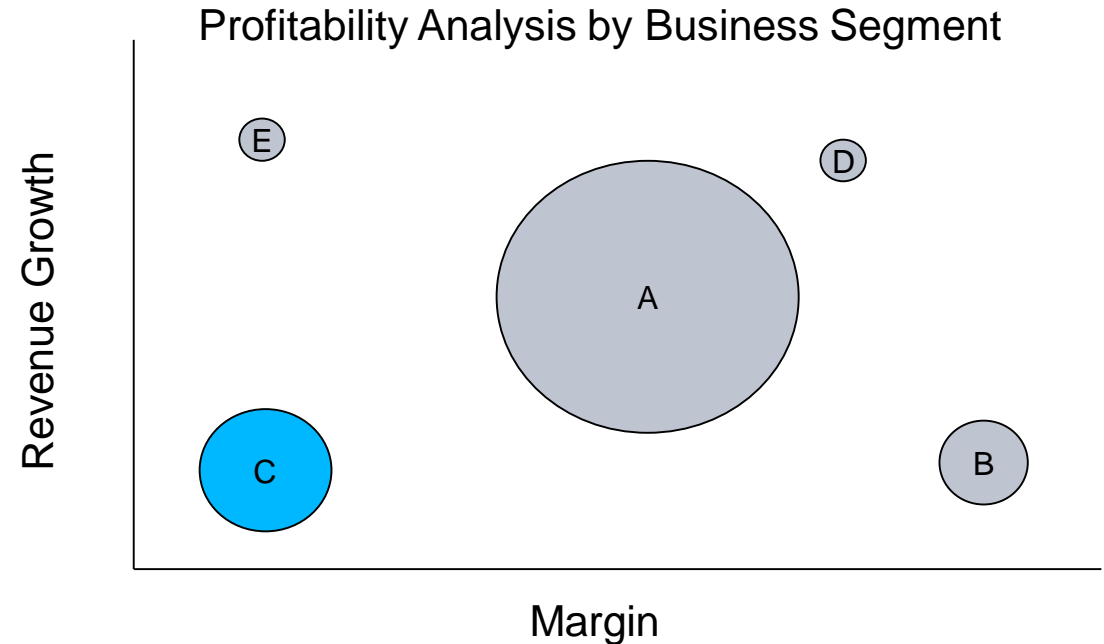 Profitability Analysis by Business Segment
Revenue Growth
E
D
A
C
B
Margin